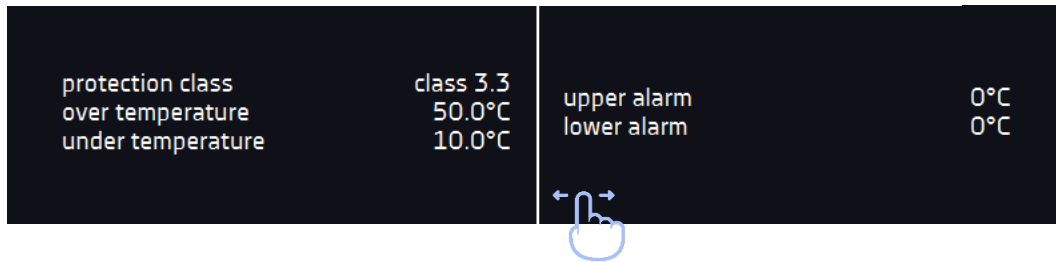 protection class class 3.3
over temperature 50.0°C
under temperature 10.0°C
upper alarm 0°C
lower alarm 0°C